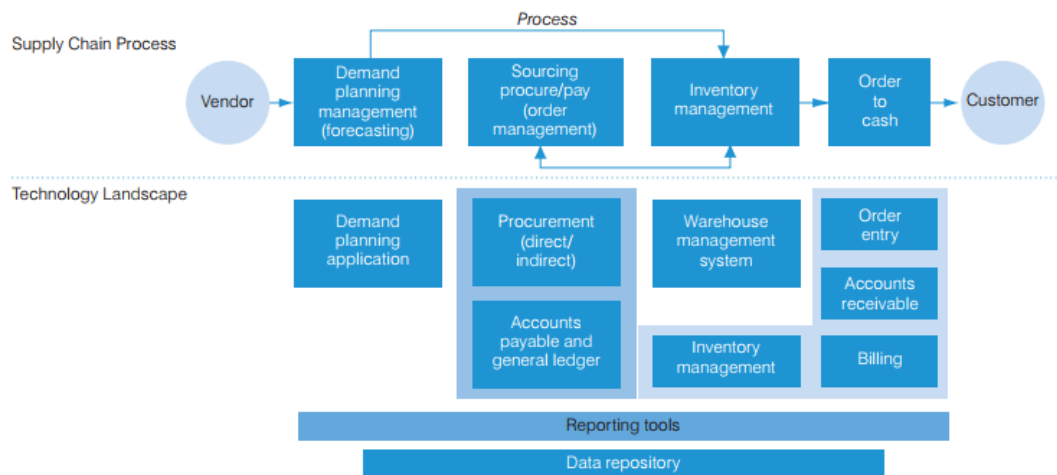 Process
Supply Chain Process
Vendor
Demand
planning
management
(forecasting)
Sourcing
procure/pay
(order
management)
Inventory
management
Order
to
cash
Customer
Technology Landscape
Demand
planning
application
Procurement
(direct/
indirect)
Accounts
payable and
general ledger
Warehouse
management
system
Inventory
management
Order
entry
Accounts
receivable
Billing
Reporting tools
Data repository